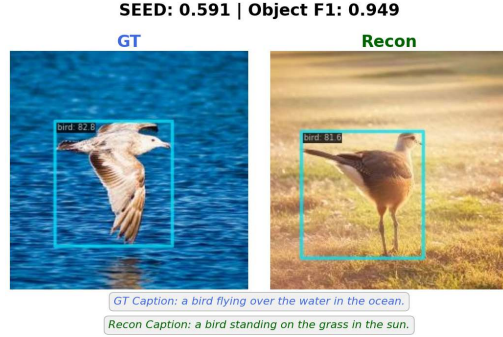 SEED: 0.591 | Object F1: 0.949
GT
Recon
bird: 82.8
bird: 81.6
GT Caption: a bird flying over the water in the ocean.
Recon Caption: a bird standing on the grass in the sun.